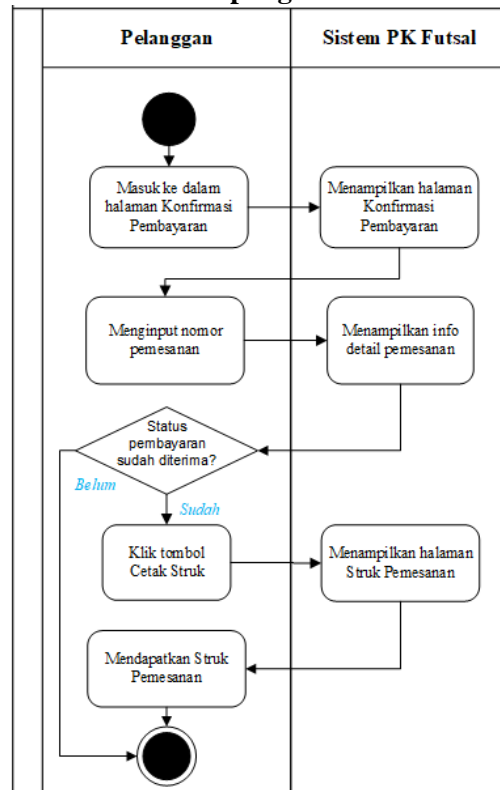 Pelanggan
Sistem PK Futsal
Masuk ke dalam
halaman Konfirmasi
Pembayaran
Menampilkan halaman
Konfirmasi
Pembayaran
Menginput nomor
pemesanan
Menampilkan info
detail pemesanan
Status
pembayaran
sudah diterima?
Belum
Sudah
Klik tombol
Cetak Struk
Menampilkan halaman
Struk Pemesanan
Mendapatkan Struk
Pemesanan